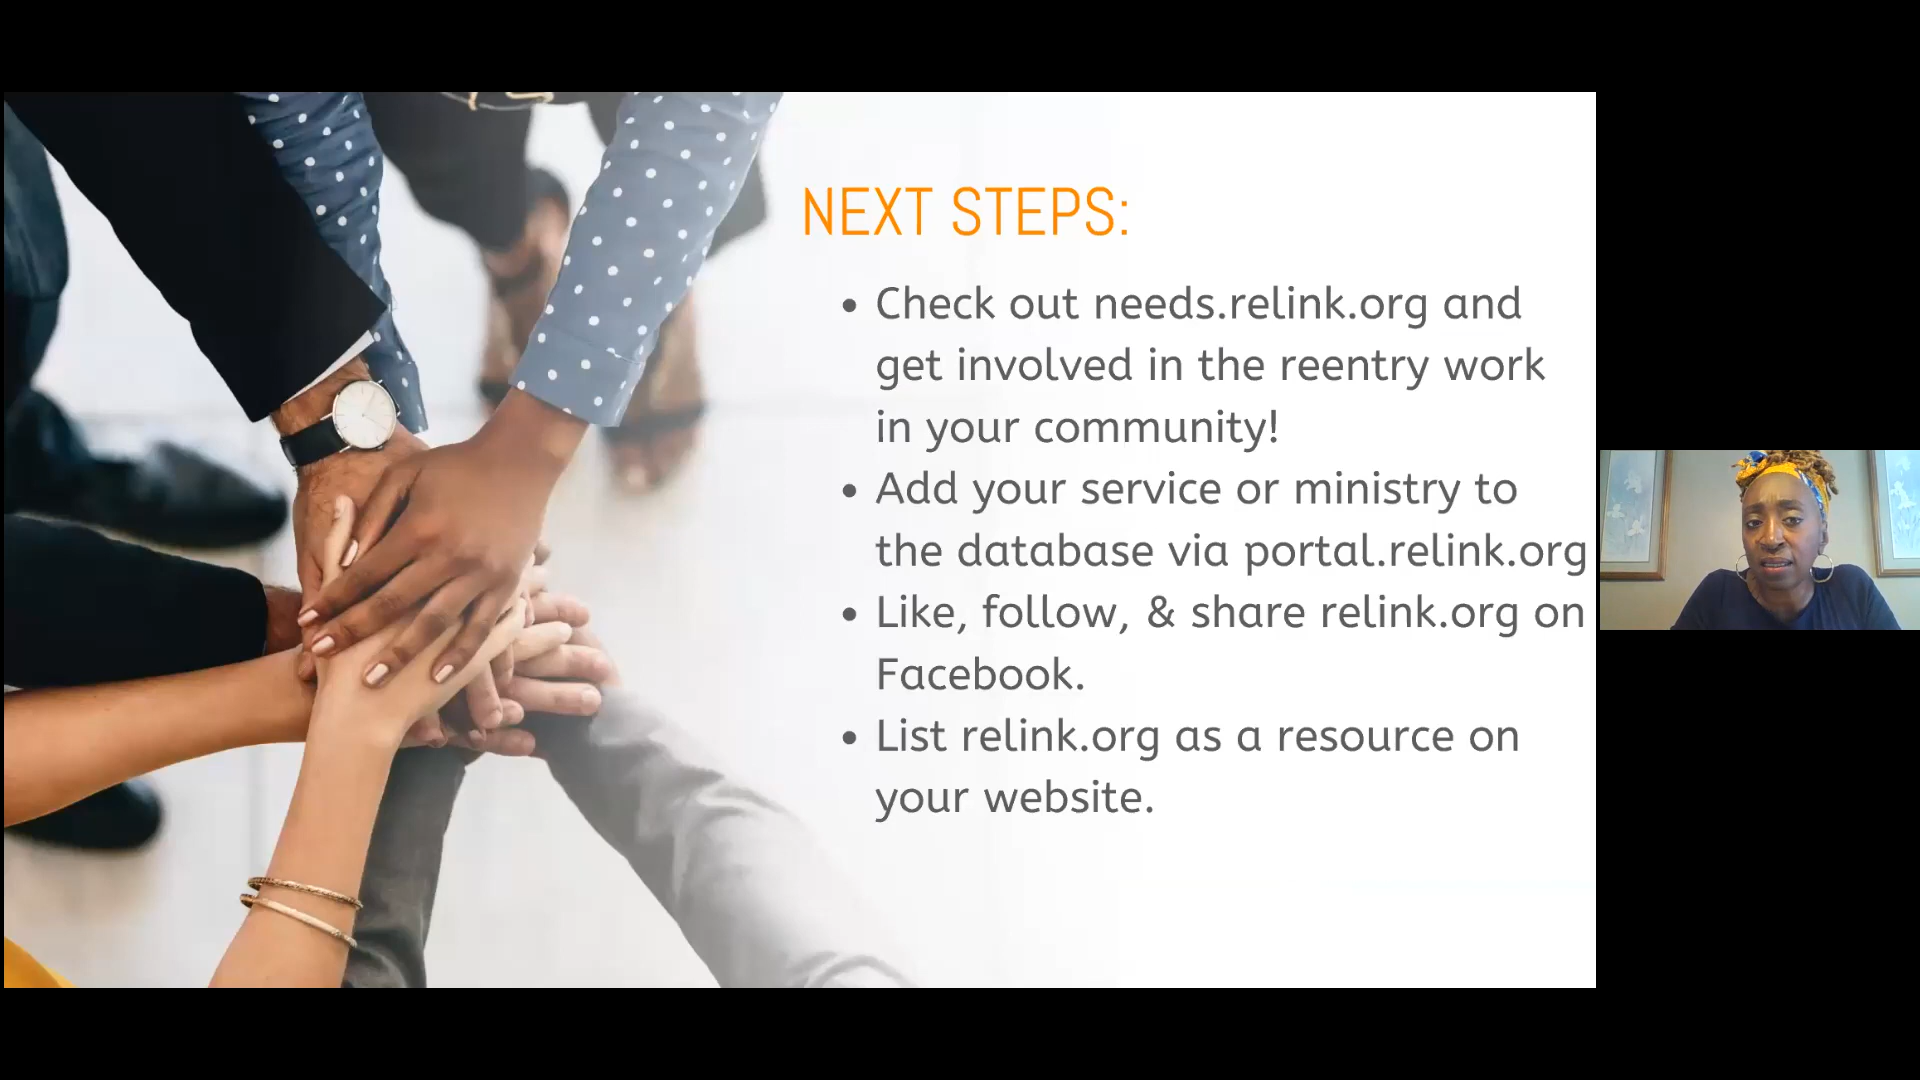 NEXT STEPS:
• Check out needs.relink.org and
get involved in the reentry work
in your community!
• Add your service or ministry to
the database via portal.relink.org
• Like, follow, & share relink.org on
Facebook.
• List relink.org as a resource on
your website.